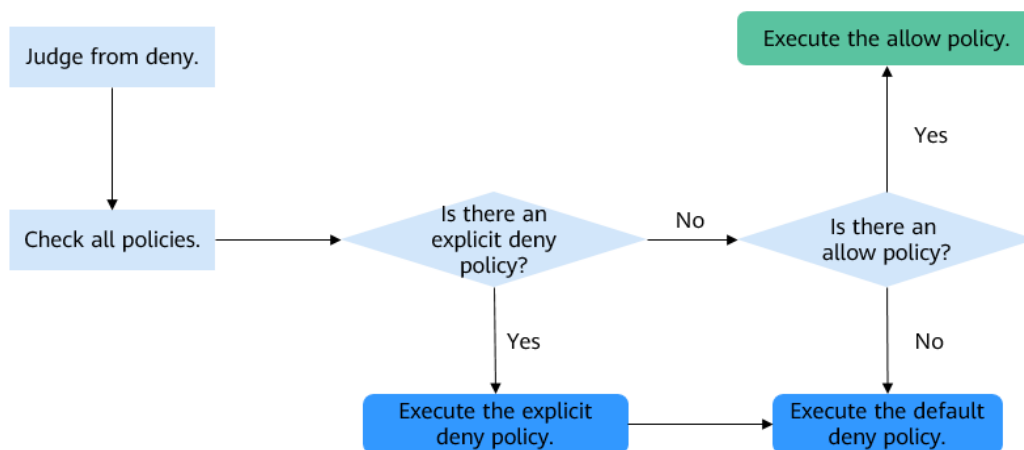 Judge from deny.
Execute the allow policy.
Yes
Check all policies.
Is there an
explicit deny
policy?
No
Is there an
allow policy?
Yes
No
Execute the explicit
deny policy.
Execute the default
deny policy.